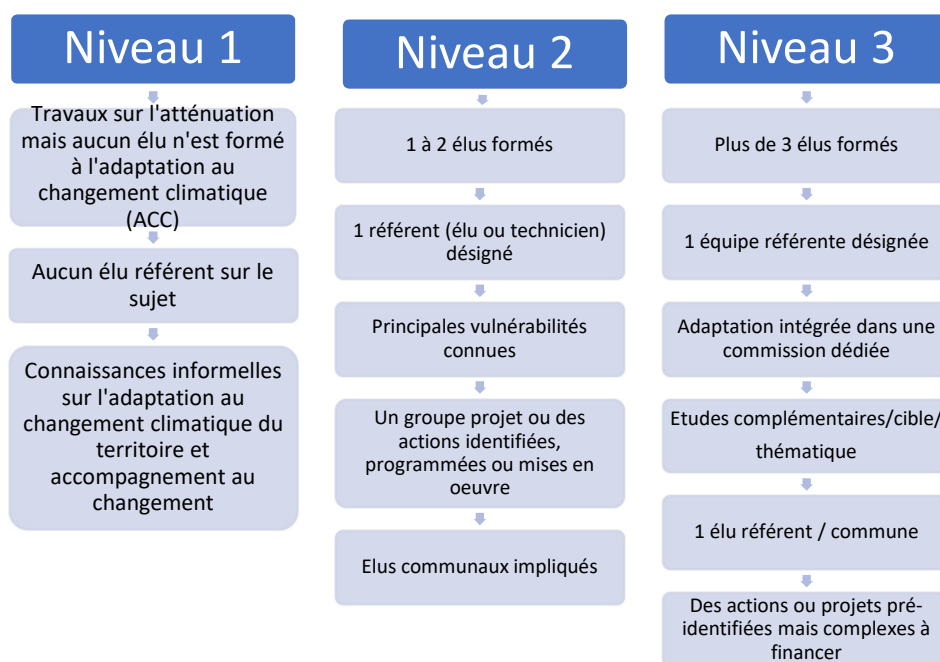 Niveau 1
Travaux sur l'atténuation
mais aucun élu n'est formé
à l'adaptation au
changement climatique
(ACC)
Aucun élu référent sur le
sujet
Connaissances informelles
sur l'adaptation au
changement climatique du
territoire et
accompagnement au
changement
Niveau 2
1 à 2 élus formés
1 référent (élu ou technicien)
désigné
Principales vulnérabilités
connues
Un groupe projet ou des
actions identifiées,
programmées ou mises en
oeuvre
Elus communaux impliqués
Niveau 3
Plus de 3 élus formés
1 équipe référente désignée
Adaptation intégrée dans une
commission dédiée
Etudes complémentaires/cible/
thématique
1 élu référent / commune
Des actions ou projets pré-
identifiées mais complexes à
financer